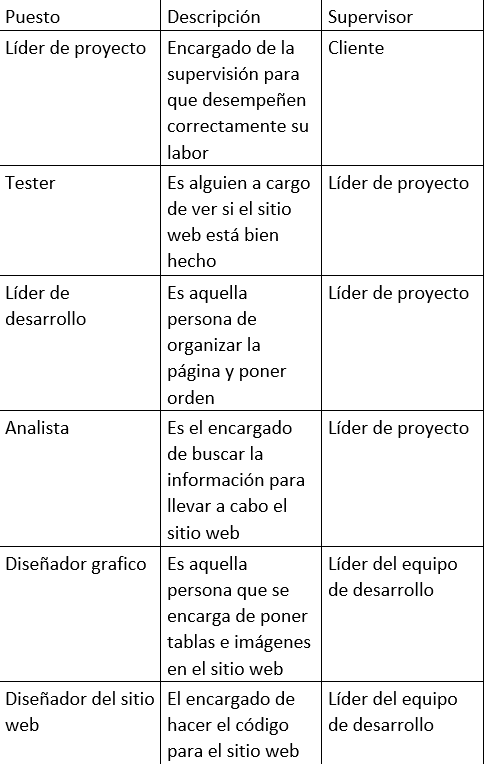 Puesto Descripción Supervisor
Líder de proyecto
Encargado de la
supervisión para
que desempeñen
correctamente su
labor
Cliente
Tester
Es alguien a cargo
de ver si el sitio
web está bien
hecho
Líder de proyecto
Líder de
desarrollo
Es aquella
persona de
organizar la
página y poner
orden
Líder de proyecto
Analista
Es el encargado
de buscar la
información para
llevar a cabo el
sitio web
Líder de proyecto
Diseñador grafico
Es aquella
persona que se
encarga de poner
tablas e imágenes
en el sitio web
Líder del equipo
de desarrollo
Diseñador del sitio
web
El encargado de
hacer el código
para el sitio web
Líder del equipo
de desarrollo